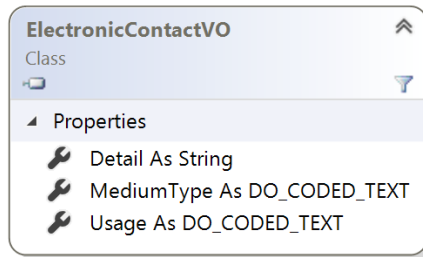 ElectronicContactVO
Class
Properties
Detail As String
MediumType As DO_CODED_TEXT
Usage As DO_CODED_TEXT